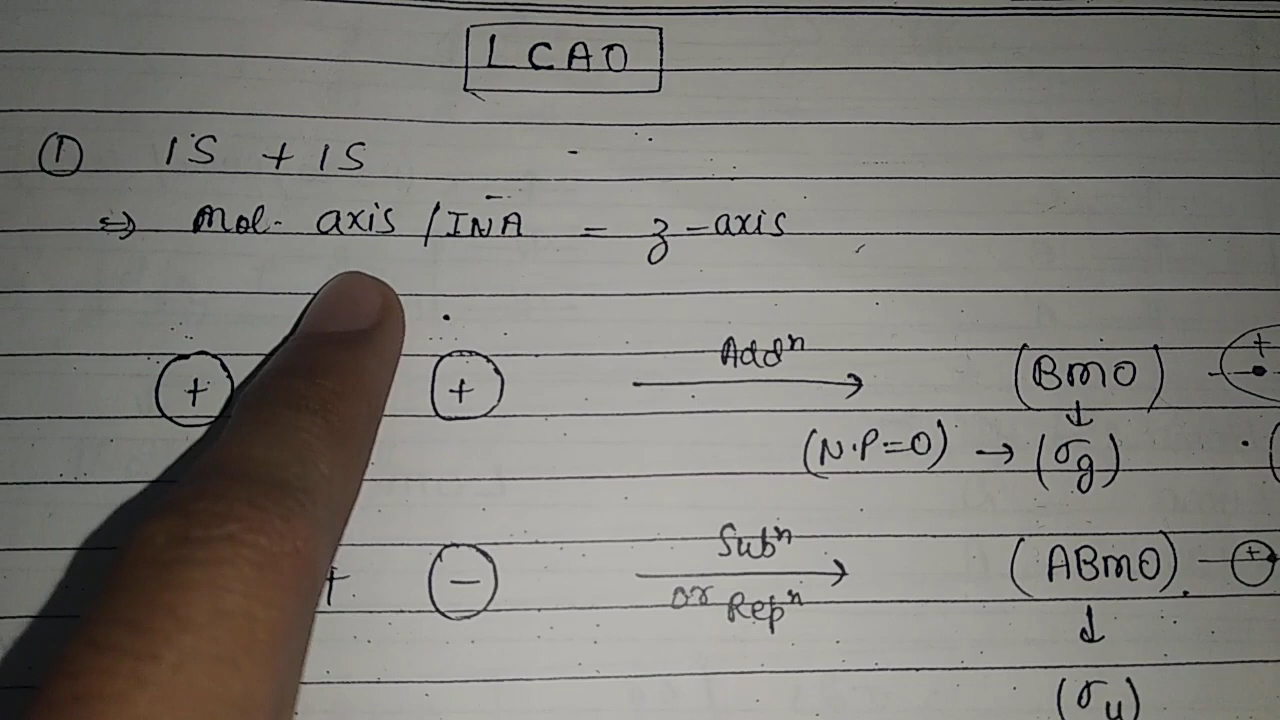 LCAO
① 1S + 1S
⇒ Mol. axis / INA = z-axis
+ + Addⁿ (BMO) +
↓
(N.P=0) → (σg)
+ − Subⁿ (ABMO) +
or Repⁿ
↓
(σu)